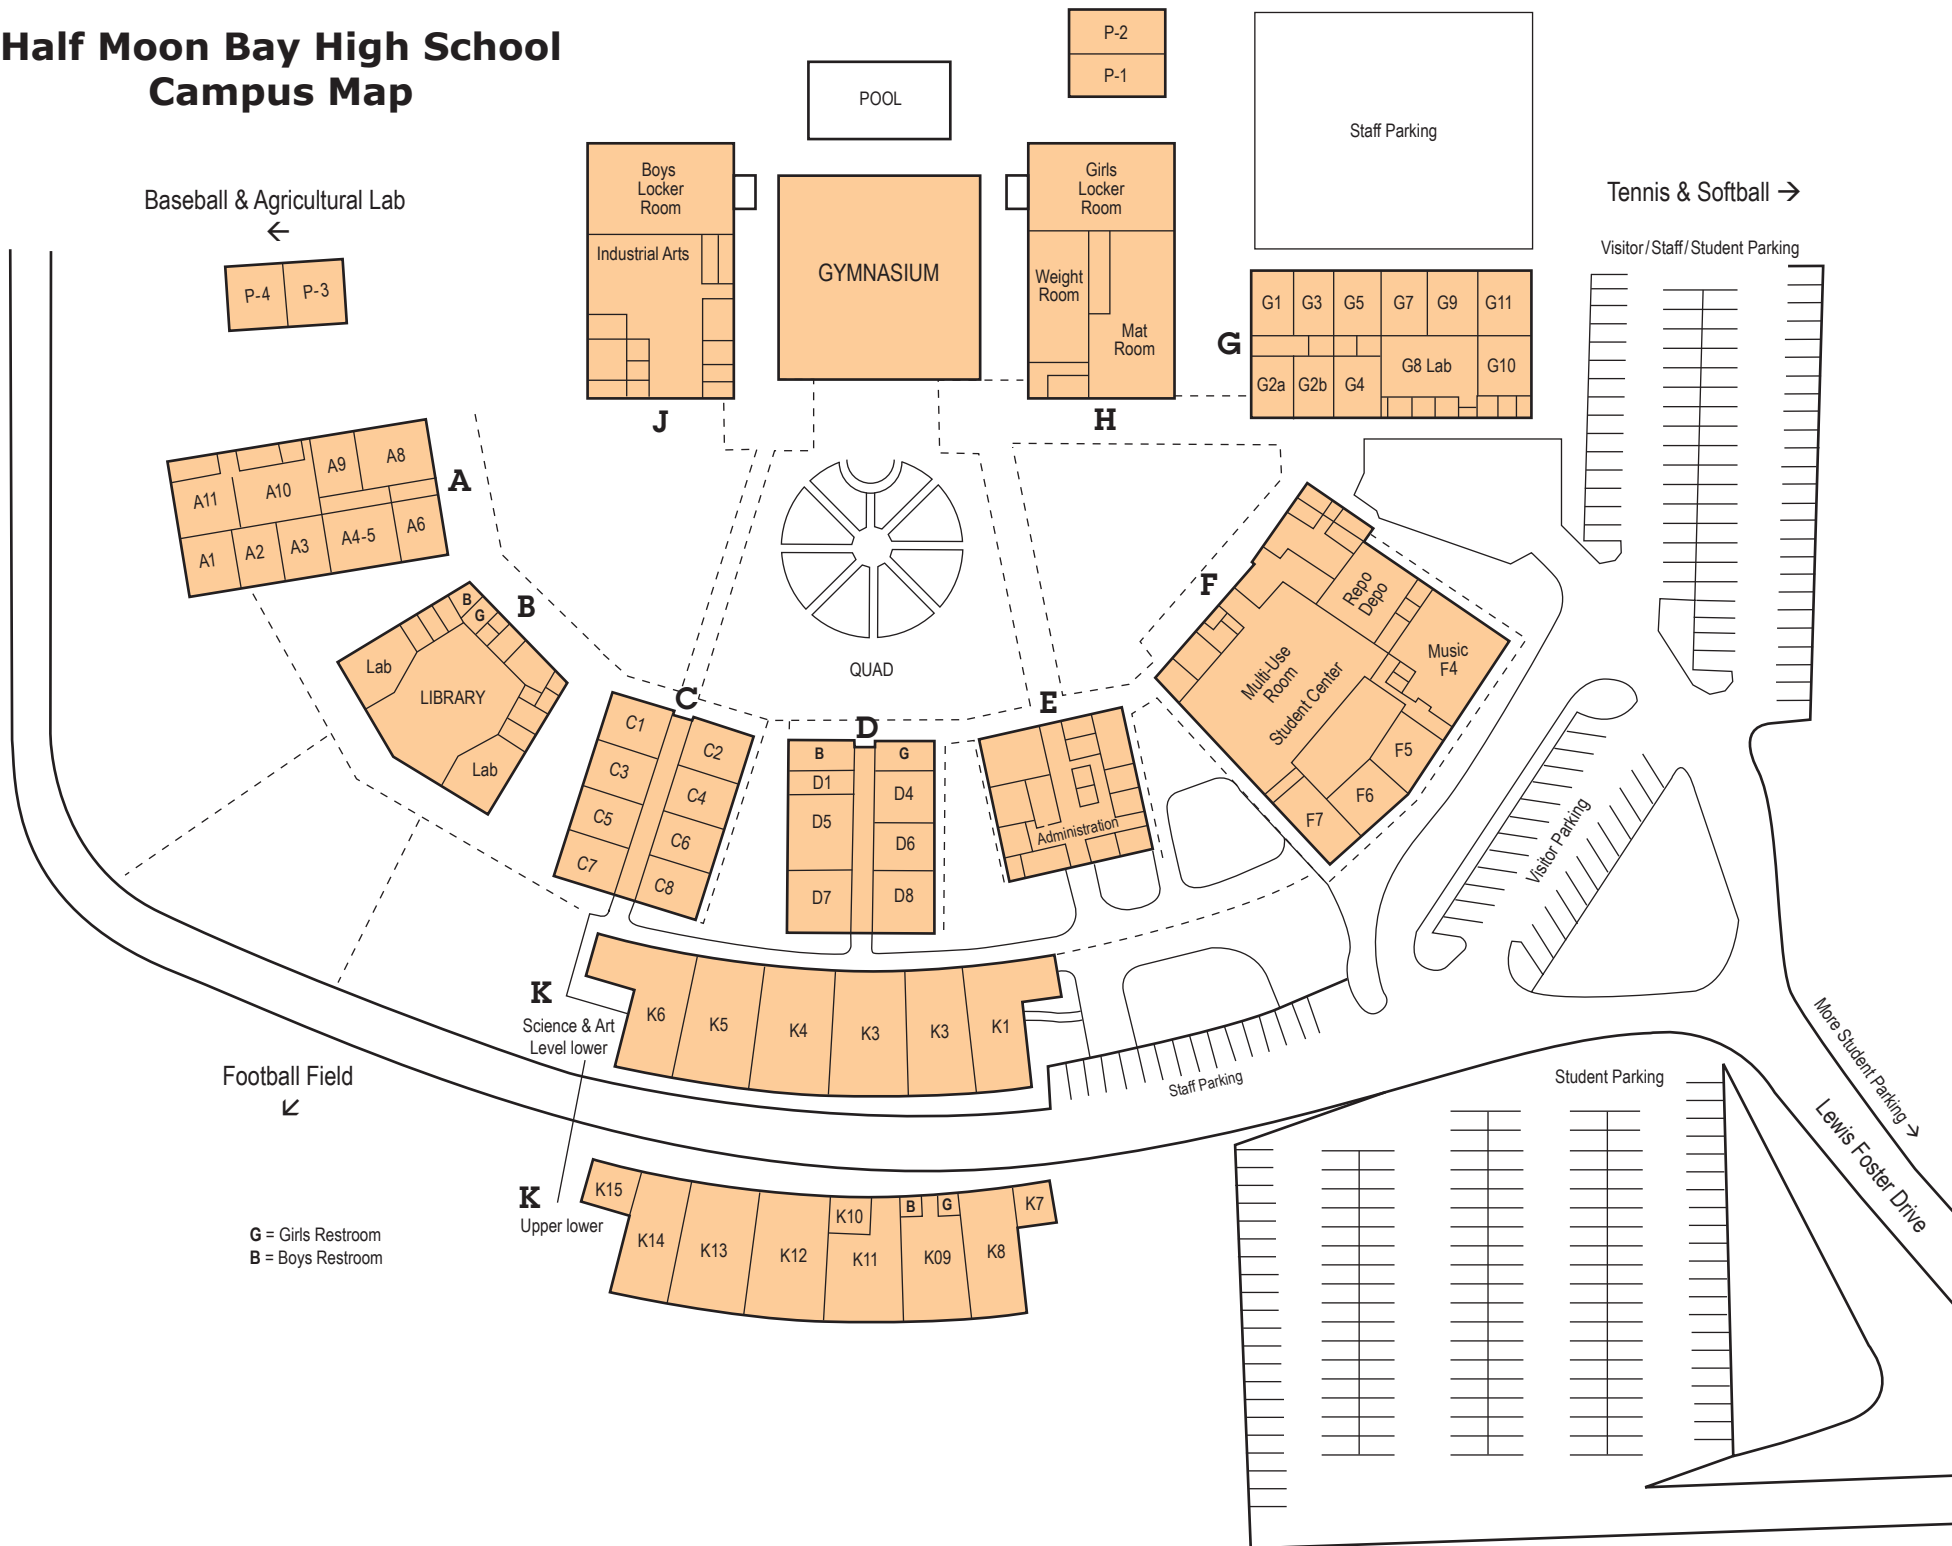 Half Moon Bay High School
Campus Map
P-2
P-1
POOL
Staff Parking
Boys
Locker
Room
Girls
Locker
Room
Baseball & Agricultural Lab
←
Tennis & Softball →
Visitor/Staff/Student Parking
Industrial Arts
GYMNASIUM
Weight
Room
Mat
Room
P-4
P-3
G
G1
G3
G5
G7
G9
G11
G2a
G2b
G4
G8 Lab
G10
J
H
A
A11
A10
A9
A8
A1
A2
A3
A4-5
A6
B
B
G
Lab
LIBRARY
Lab
QUAD
F
Repo
Depo
Music
F4
Multi-Use
Room
Student Center
F5
F6
F7
C
C1
C2
C3
C4
C5
C6
C7
C8
D
B
G
D1
D4
D5
D6
D7
D8
E
Administration
Visitor Parking
K
Science & Art
Level lower
K6
K5
K4
K3
K3
K1
Staff Parking
More Student Parking →
Football Field
↙
Student Parking
Lewis Foster Drive
K
Upper lower
K15
K14
K13
K12
K10
K11
B
G
K09
K8
K7
G = Girls Restroom
B = Boys Restroom